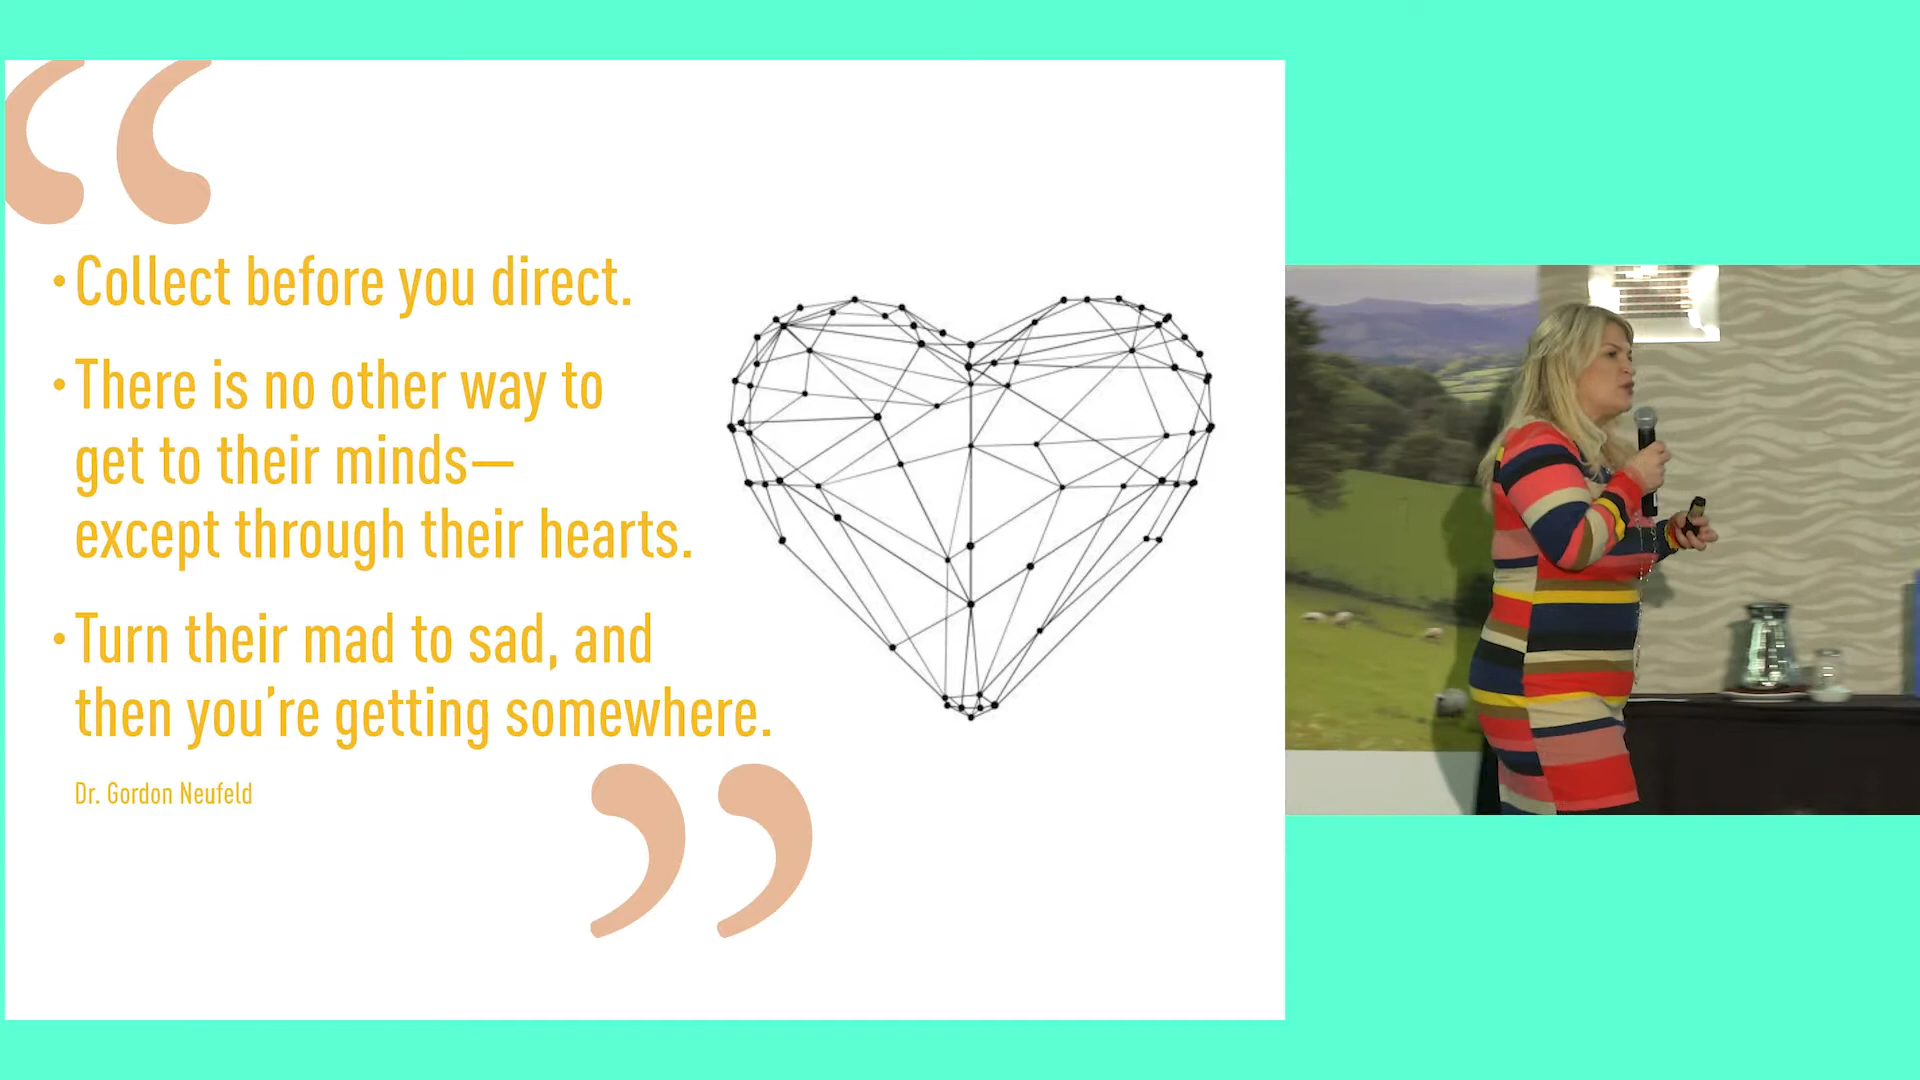 “
• Collect before you direct.
• There is no other way to
get to their minds—
except through their hearts.
• Turn their mad to sad, and
then you’re getting somewhere.
Dr. Gordon Neufeld
”